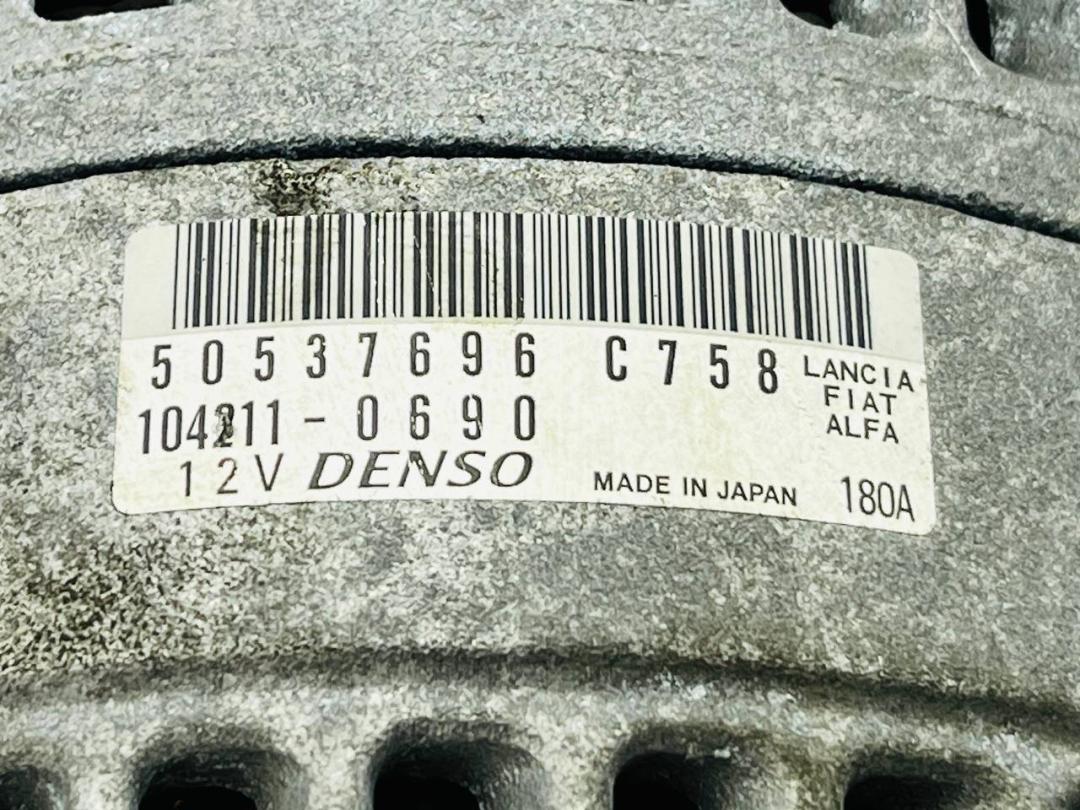 50537696 C758
LANCIA
FIAT
ALFA
104211-0690
12V DENSO MADE IN JAPAN 180A